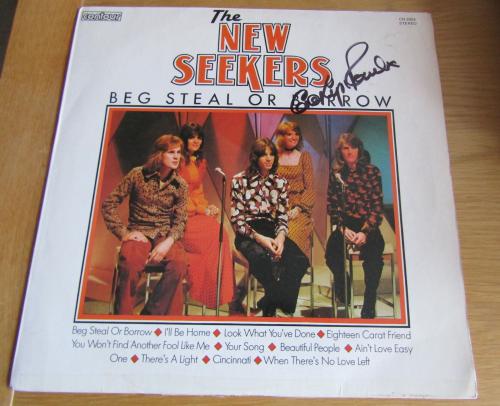 contour
The
NEW
SEEKERS
BEG STEAL OR BORROW
STEREO
Beg Steal Or Borrow ◆ I'll Be Home ◆ Look What You've Done ◆ Eighteen Carat Friend
You Won't Find Another Fool Like Me ◆ Your Song ◆ Beautiful People ◆ Ain't Love Easy
One ◆ There's A Light ◆ Cincinnati ◆ When There's No Love Left